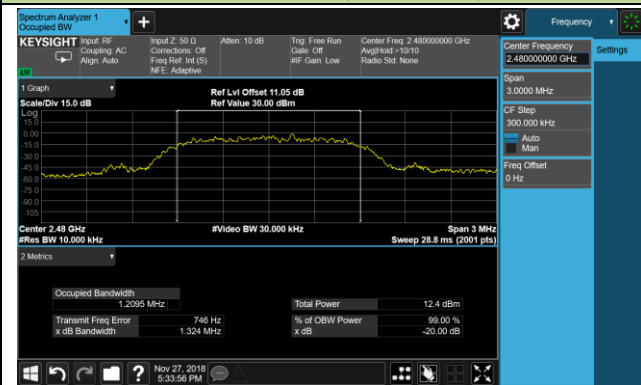 Spectrum Analyzer 1
Occupied BW
Frequency
KEYSIGHT
Input: RF
Coupling: AC
Align: Auto
Input Z: 50 Ω
Corrections: Off
Freq Ref: Int (S)
NFE: Adaptive
Atten: 10 dB
Trig: Free Run
Gate: Off
#IF Gain: Low
Center Freq: 2.480000000 GHz
Avg|Hold:>10/10
Radio Std: None
Center Frequency
2.480000000 GHz
Settings
Span
3.0000 MHz
CF Step
300.000 kHz
Auto
Man
Freq Offset
0 Hz
1 Graph
Scale/Div 15.0 dB
Ref Lvl Offset 11.05 dB
Ref Value 30.00 dBm
Log
15.0
0.00
-15.0
-30.0
-45.0
-60.0
-75.0
-90.0
-105
Center 2.48 GHz
#Res BW 10.000 kHz
#Video BW 30.000 kHz
Span 3 MHz
Sweep 28.8 ms (2001 pts)
2 Metrics
Occupied Bandwidth
1.2095 MHz
Total Power 12.4 dBm
Transmit Freq Error 746 Hz
% of OBW Power 99.00 %
x dB Bandwidth 1.324 MHz
x dB -20.00 dB
Nov 27, 2018
5:33:56 PM